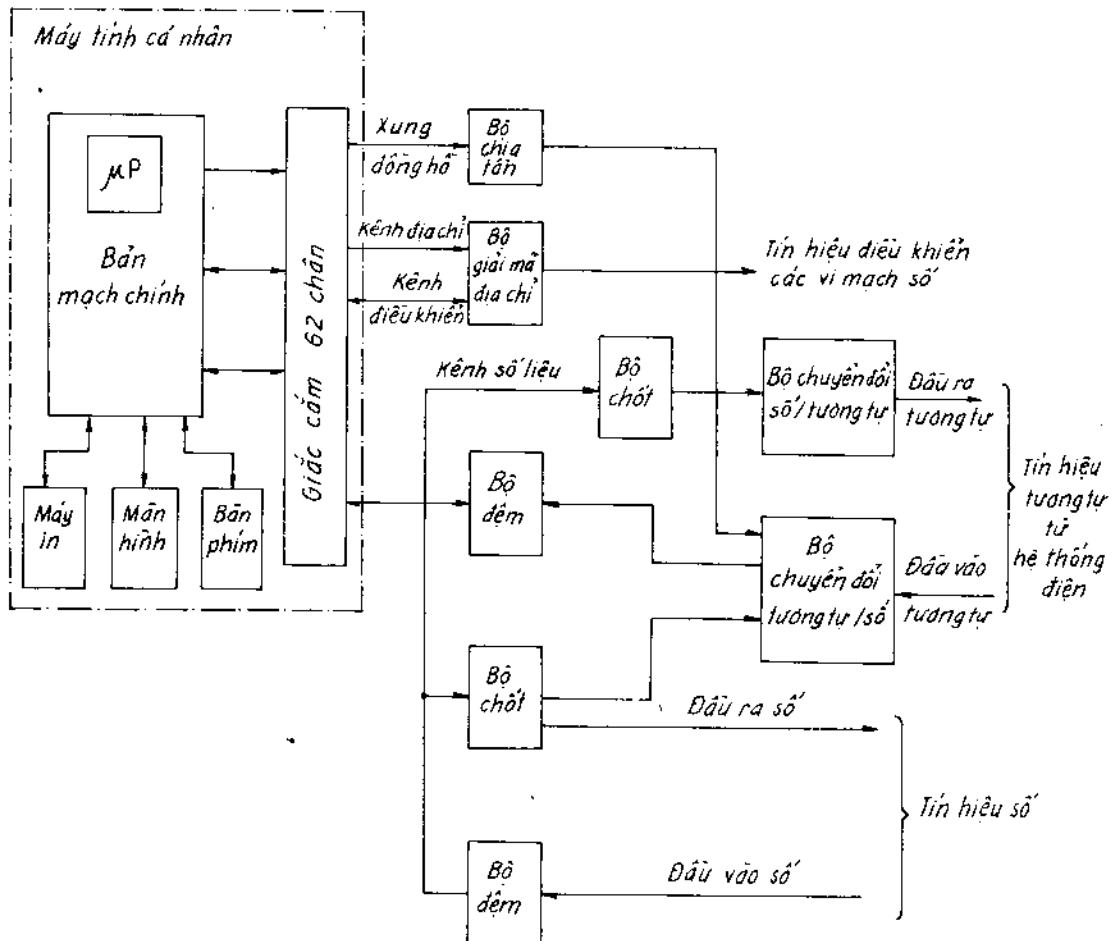 Máy tính cá nhân
μP
Bản
mạch chính
Máy
in
Màn
hình
Bàn
phím
Giắc cắm 62 chân
Xung
đồng hồ
Bộ
chia
tần
Kênh địa chỉ
Kênh
điều khiển
Bộ
giải mã
địa chỉ
Tín hiệu điều khiển
các vi mạch số
Kênh số liệu
Bộ
chốt
Bộ chuyển đổi
số/tương tự
Đầu ra
tương tự
Bộ
đệm
Bộ
chuyển đổi
tương tự/số
Đầu vào
tương tự
Tín hiệu
tương tự
từ
hệ thống
điện
Bộ
chốt
Đầu ra số
Tín hiệu số
Bộ
đệm
Đầu vào số